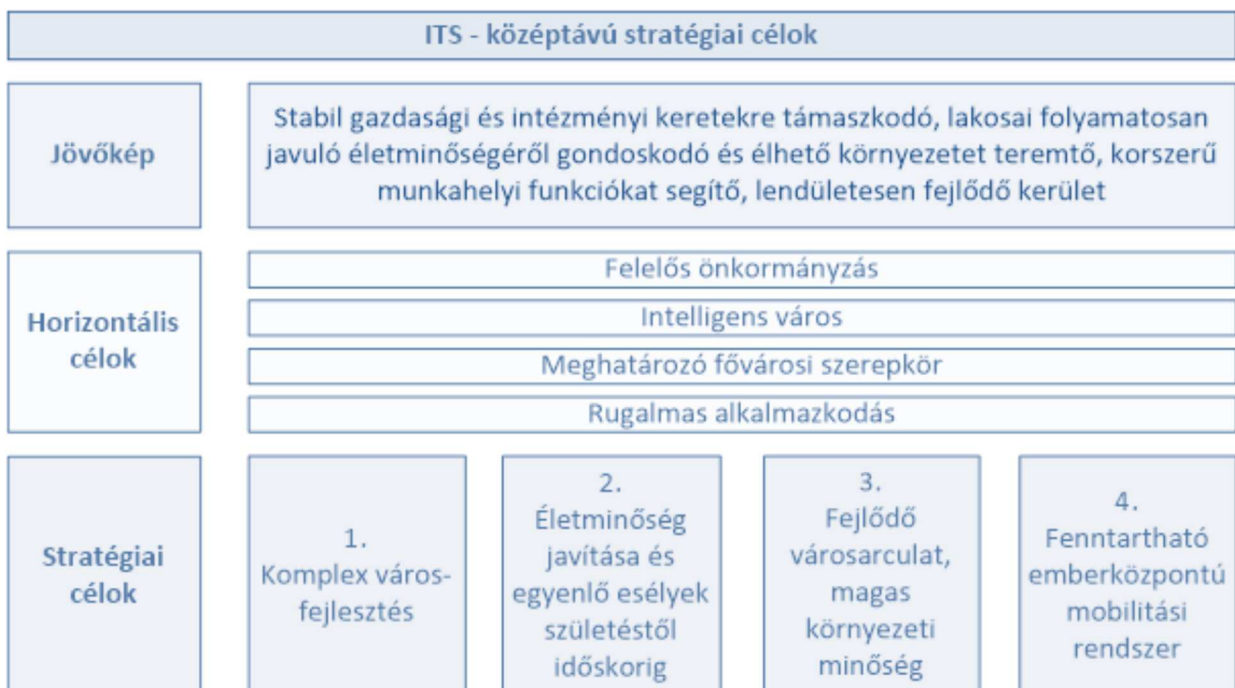 ITS - középtávú stratégiai célok
Jövőkép
Stabil gazdasági és intézményi keretekre támaszkodó, lakosai folyamatosan
javuló életminőségéről gondoskodó és élhető környezetet teremtő, korszerű
munkahelyi funkciókat segítő, lendületesen fejlődő kerület
Horizontális
célok
Felelős önkormányzás
Intelligens város
Meghatározó fővárosi szerepkör
Rugalmas alkalmazkodás
Stratégiai
célok
1.
Komplex város-
fejlesztés
2.
Életminőség
javítása és
egyenlő esélyek
születéstől
időskorig
3.
Fejlődő
városarculat,
magas
környezeti
minőség
4.
Fenntartható
emberközpontú
mobilitási
rendszer